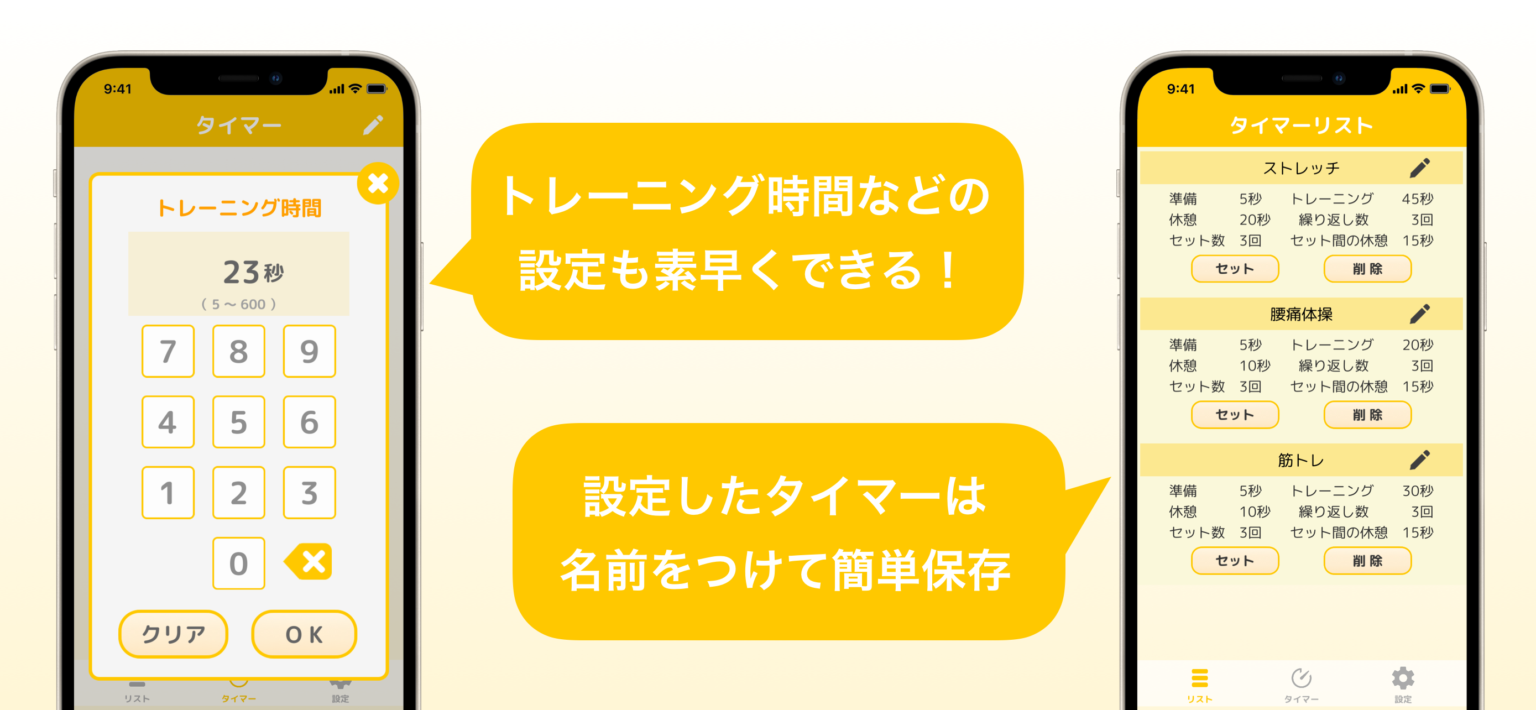 9:41
タイマー
トレーニング時間
23秒
( 5 〜 600 )
7 8 9
4 5 6
1 2 3
0
クリア OK
リスト タイマー 設定
トレーニング時間などの
設定も素早くできる！
設定したタイマーは
名前をつけて簡単保存
9:41
タイマーリスト
ストレッチ
準備 5秒 トレーニング 45秒
休憩 20秒 繰り返し数 3回
セット数 3回 セット間の休憩 15秒
セット 削除
腰痛体操
準備 5秒 トレーニング 20秒
休憩 10秒 繰り返し数 3回
セット数 3回 セット間の休憩 15秒
セット 削除
筋トレ
準備 5秒 トレーニング 30秒
休憩 10秒 繰り返し数 3回
セット数 3回 セット間の休憩 15秒
セット 削除
リスト タイマー 設定